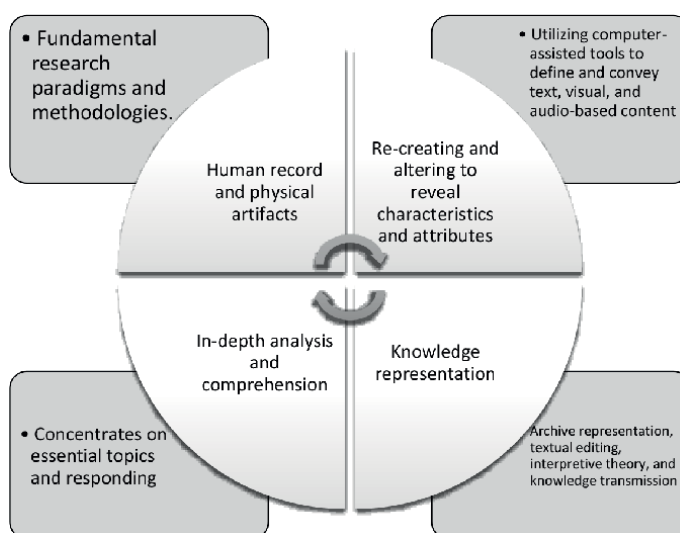 • Fundamental
research
paradigms and
methodologies.
• Utilizing computer-
assisted tools to
define and convey
text, visual, and
audio-based content
Human record
and physical
artifacts
Re-creating and
altering to
reveal
characteristics
and attributes
In-depth analysis
and
comprehension
Knowledge
representation
• Concentrates on
essential topics
and responding
Archive representation,
textual editing,
interpretive theory, and
knowledge transmission